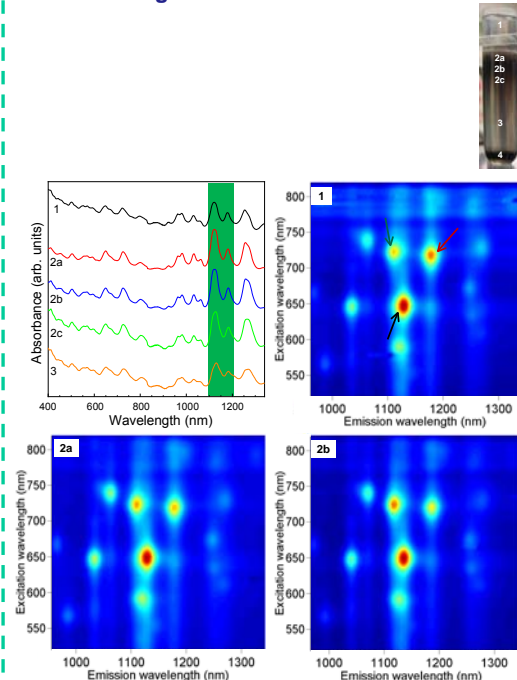 1
2a
2b
2c
3
4
Absorbance (arb. units)
1
2a
2b
2c
3
400 600 800 1000 1200
Wavelength (nm)
1
Excitation wavelength (nm)
800
750
700
650
600
550
1000 1100 1200 1300
Emission wavelength (nm)
2a
Excitation wavelength (nm)
800
750
700
650
600
550
1000 1100 1200 1300
Emission wavelength (nm)
2b
Excitation wavelength (nm)
800
750
700
650
600
550
1000 1100 1200 1300
Emission wavelength (nm)